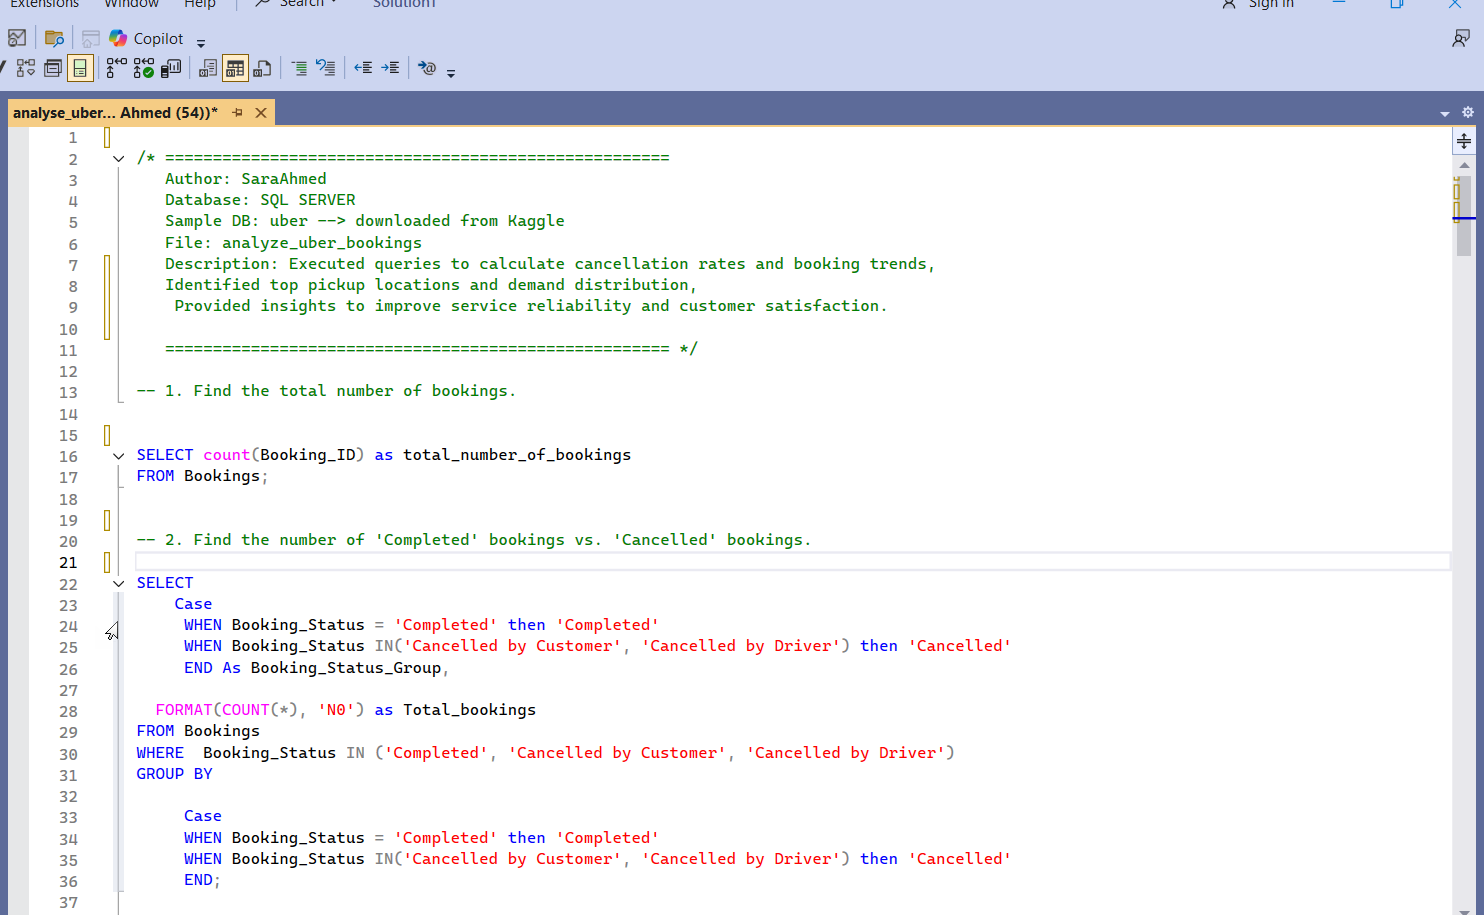 Extensions Window Help Search Solution1 Sign in
Copilot
analyse_uber... Ahmed (54))*
1
2 /* =====================================================
3 Author: SaraAhmed
4 Database: SQL SERVER
5 Sample DB: uber --> downloaded from Kaggle
6 File: analyze_uber_bookings
7 Description: Executed queries to calculate cancellation rates and booking trends,
8 Identified top pickup locations and demand distribution,
9 Provided insights to improve service reliability and customer satisfaction.
10
11 ===================================================== */
12
13 -- 1. Find the total number of bookings.
14
15
16 SELECT count(Booking_ID) as total_number_of_bookings
17 FROM Bookings;
18
19
20 -- 2. Find the number of 'Completed' bookings vs. 'Cancelled' bookings.
21
22 SELECT
23 Case
24 WHEN Booking_Status = 'Completed' then 'Completed'
25 WHEN Booking_Status IN('Cancelled by Customer', 'Cancelled by Driver') then 'Cancelled'
26 END As Booking_Status_Group,
27
28 FORMAT(COUNT(*), 'N0') as Total_bookings
29 FROM Bookings
30 WHERE  Booking_Status IN ('Completed', 'Cancelled by Customer', 'Cancelled by Driver')
31 GROUP BY
32
33 Case
34 WHEN Booking_Status = 'Completed' then 'Completed'
35 WHEN Booking_Status IN('Cancelled by Customer', 'Cancelled by Driver') then 'Cancelled'
36 END;
37